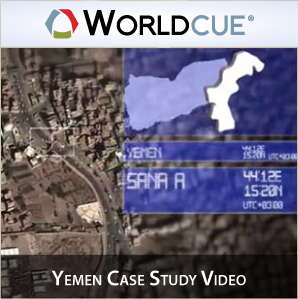 WORLDCUE®
YEMEN
44:12E
15:20N UTC+03:00
SANA A
44:12E
15:20N
UTC+03:00
YEMEN CASE STUDY VIDEO